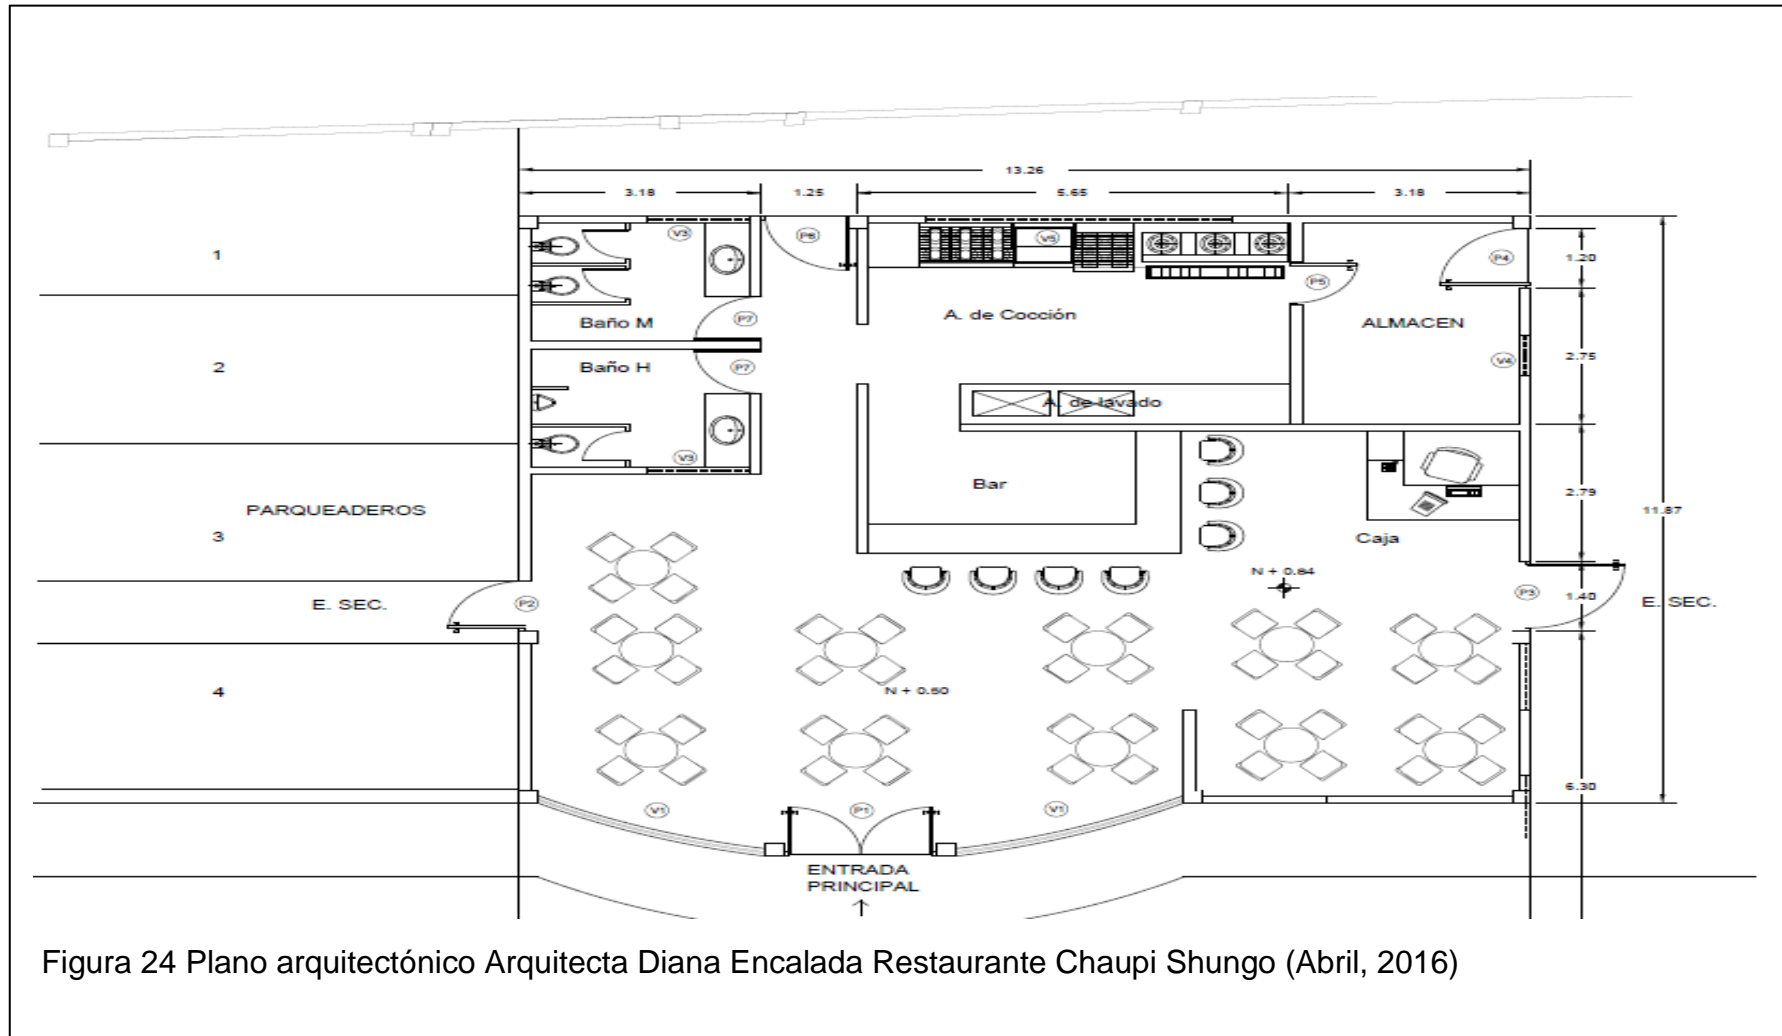 13.26
3.18
1.25
5.65
3.18
1
V3
P6
V5
P4
1.20
P5
Baño M
P7
A. de Cocción
ALMACEN
2
Baño H
P7
V4
2.75
A. de lavado
V3
Bar
2.79
PARQUEADEROS
11.87
3
Caja
N + 0.64
E. SEC.
P2
P3
1.40
E. SEC.
4
N + 0.60
6.30
V1
P1
V1
ENTRADA
PRINCIPAL
Figura 24 Plano arquitectónico Arquitecta Diana Encalada Restaurante Chaupi Shungo (Abril, 2016)